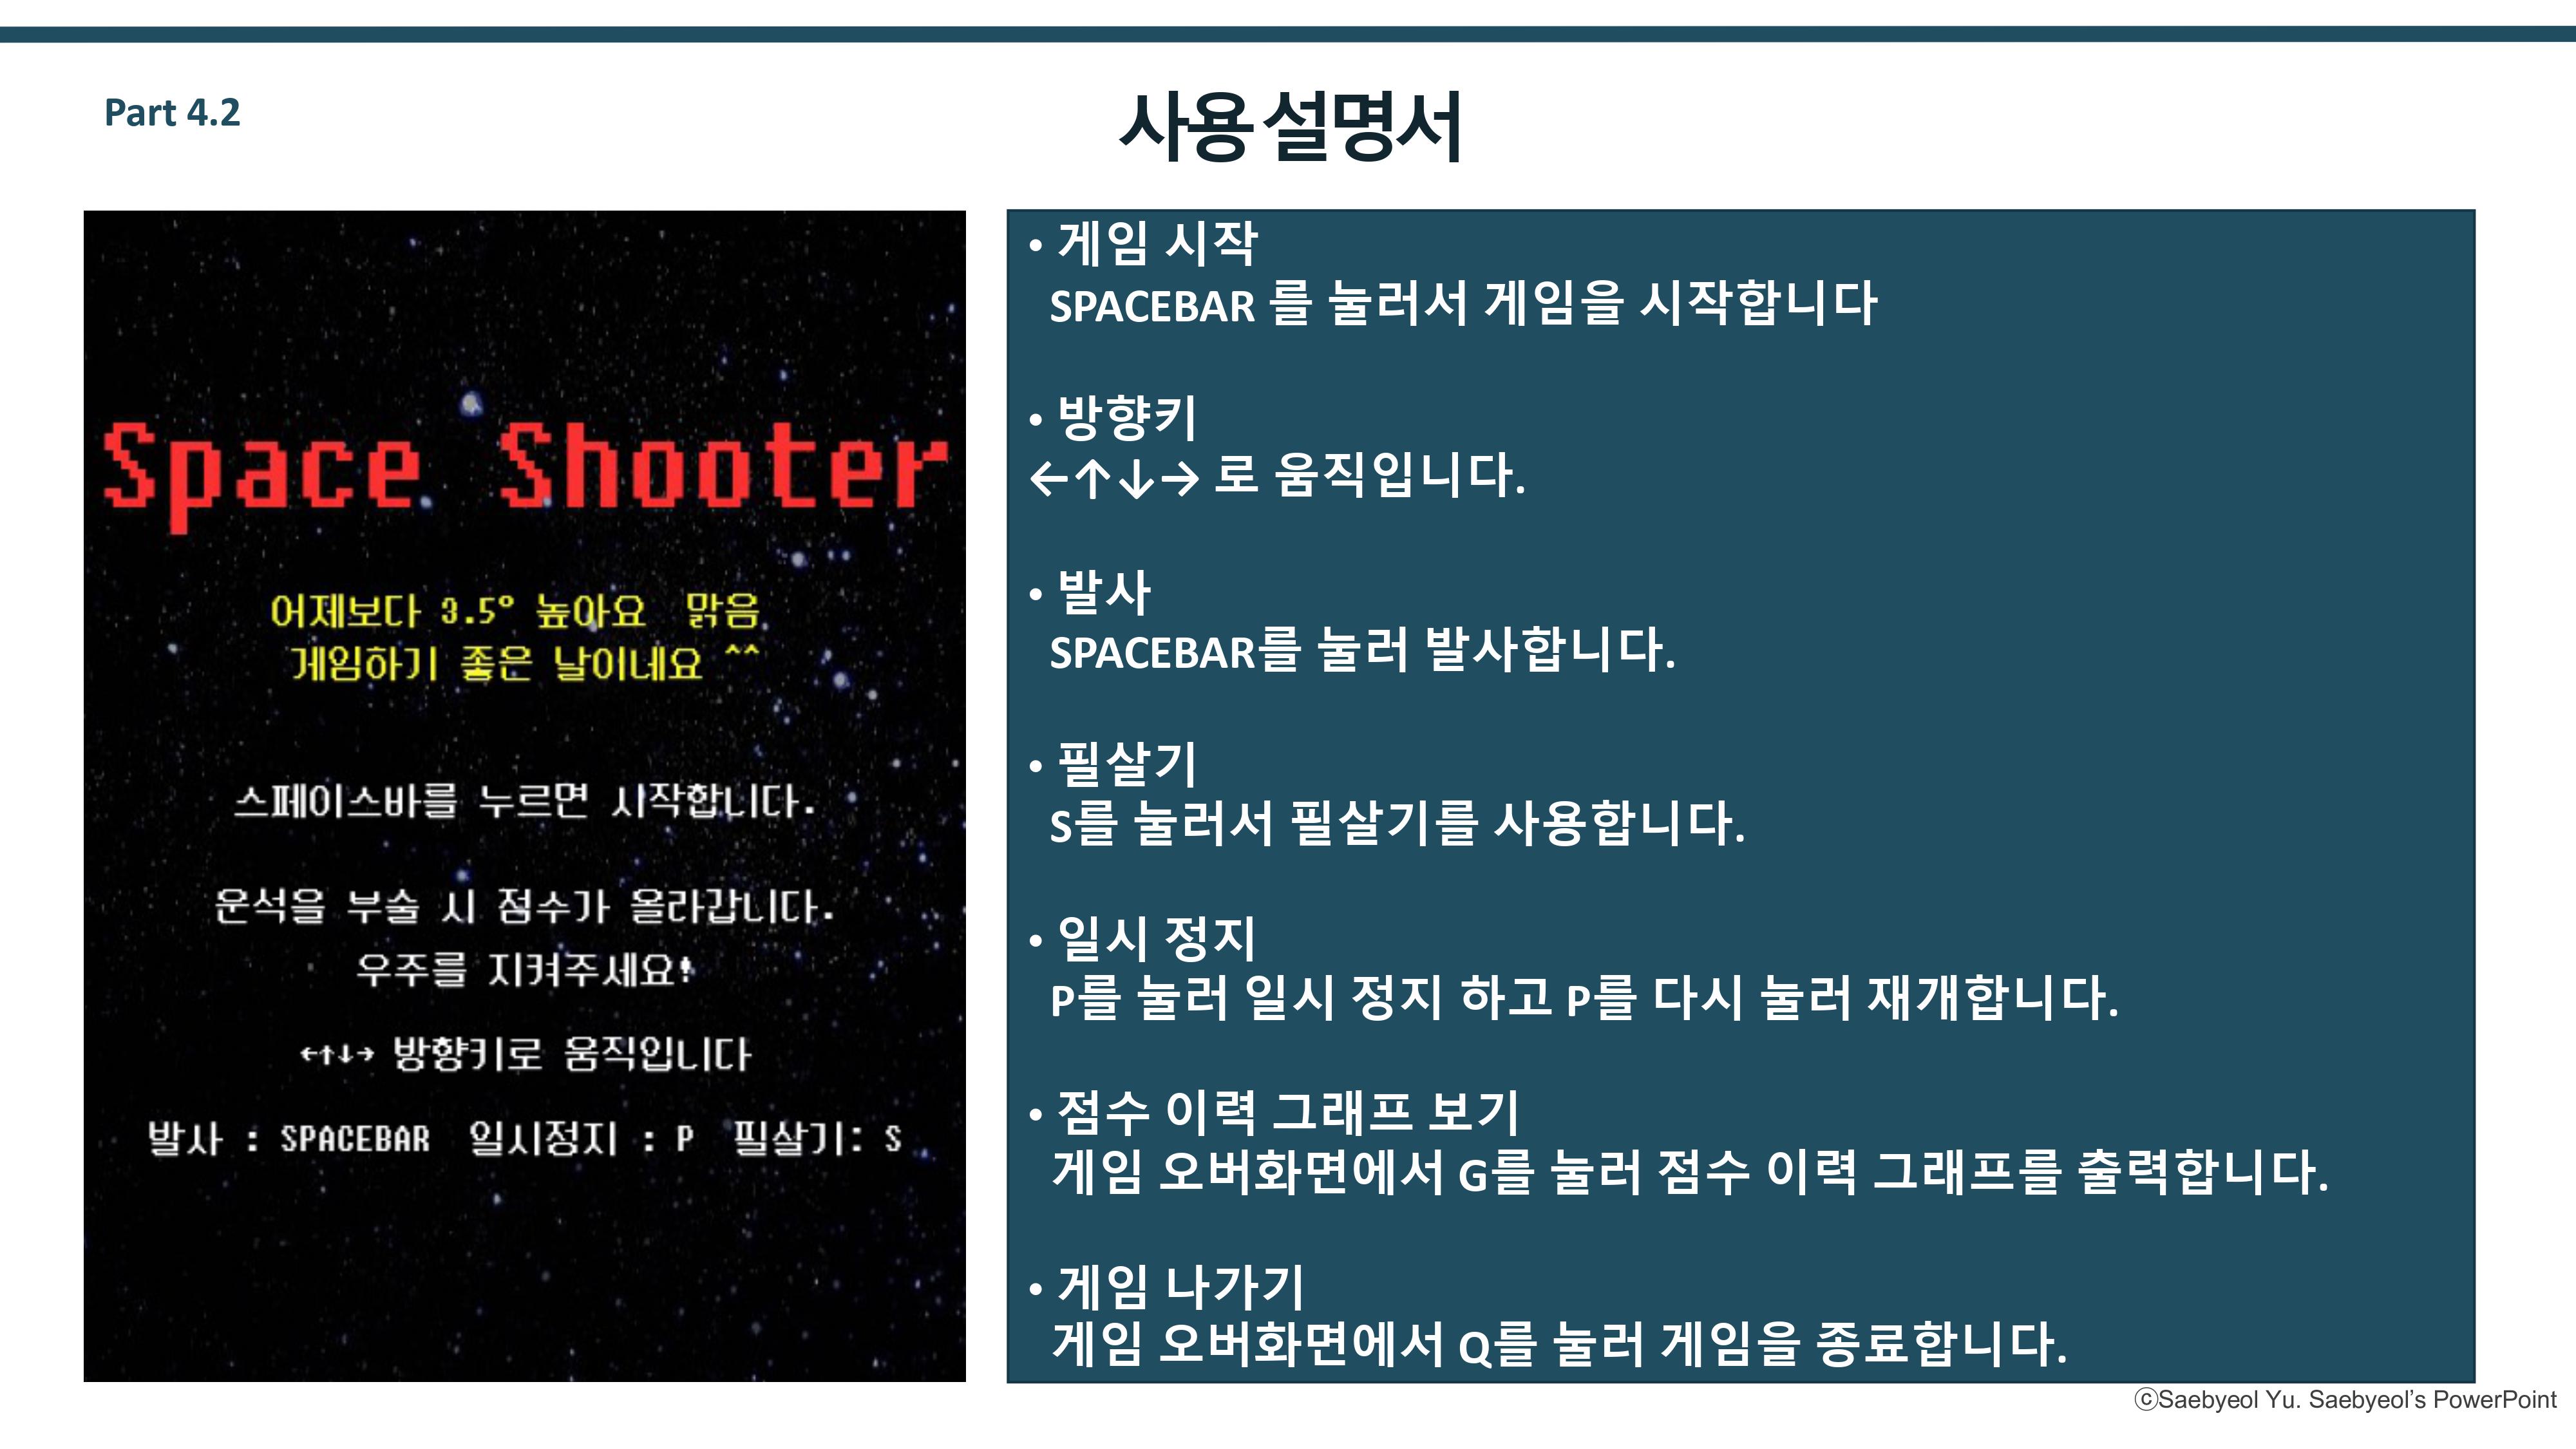 Part 4.2
사용 설명서
Space Shooter
어제보다 3.5° 높아요 맑음
게임하기 좋은 날이네요 ^^
스페이스바를 누르면 시작합니다.
운석을 부술 시 점수가 올라갑니다.
우주를 지켜주세요!
←↑↓→ 방향키로 움직입니다
발사 : SPACEBAR 일시정지 : P 필살기: S
• 게임 시작
SPACEBAR 를 눌러서 게임을 시작합니다
• 방향키
←↑↓→ 로 움직입니다.
• 발사
SPACEBAR를 눌러 발사합니다.
• 필살기
S를 눌러서 필살기를 사용합니다.
• 일시 정지
P를 눌러 일시 정지 하고 P를 다시 눌러 재개합니다.
• 점수 이력 그래프 보기
게임 오버화면에서 G를 눌러 점수 이력 그래프를 출력합니다.
• 게임 나가기
게임 오버화면에서 Q를 눌러 게임을 종료합니다.
ⓒSaebyeol Yu. Saebyeol’s PowerPoint